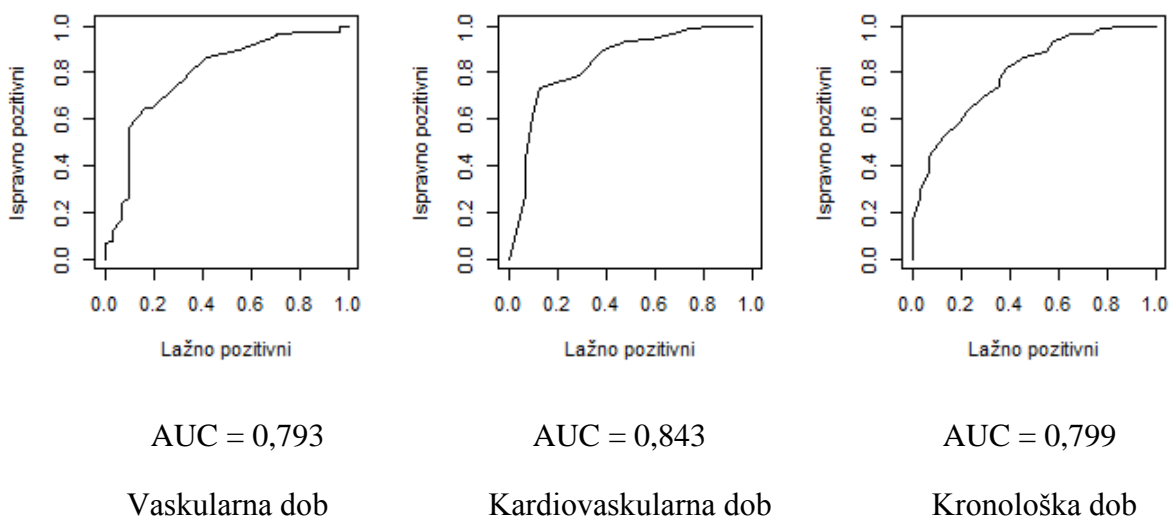 Ispravno pozitivni
0.0 0.2 0.4 0.6 0.8 1.0
0.0 0.2 0.4 0.6 0.8 1.0
Lažno pozitivni
Ispravno pozitivni
0.0 0.2 0.4 0.6 0.8 1.0
0.0 0.2 0.4 0.6 0.8 1.0
Lažno pozitivni
Ispravno pozitivni
0.0 0.2 0.4 0.6 0.8 1.0
0.0 0.2 0.4 0.6 0.8 1.0
Lažno pozitivni
AUC = 0,793
AUC = 0,843
AUC = 0,799
Vaskularna dob
Kardiovaskularna dob
Kronološka dob